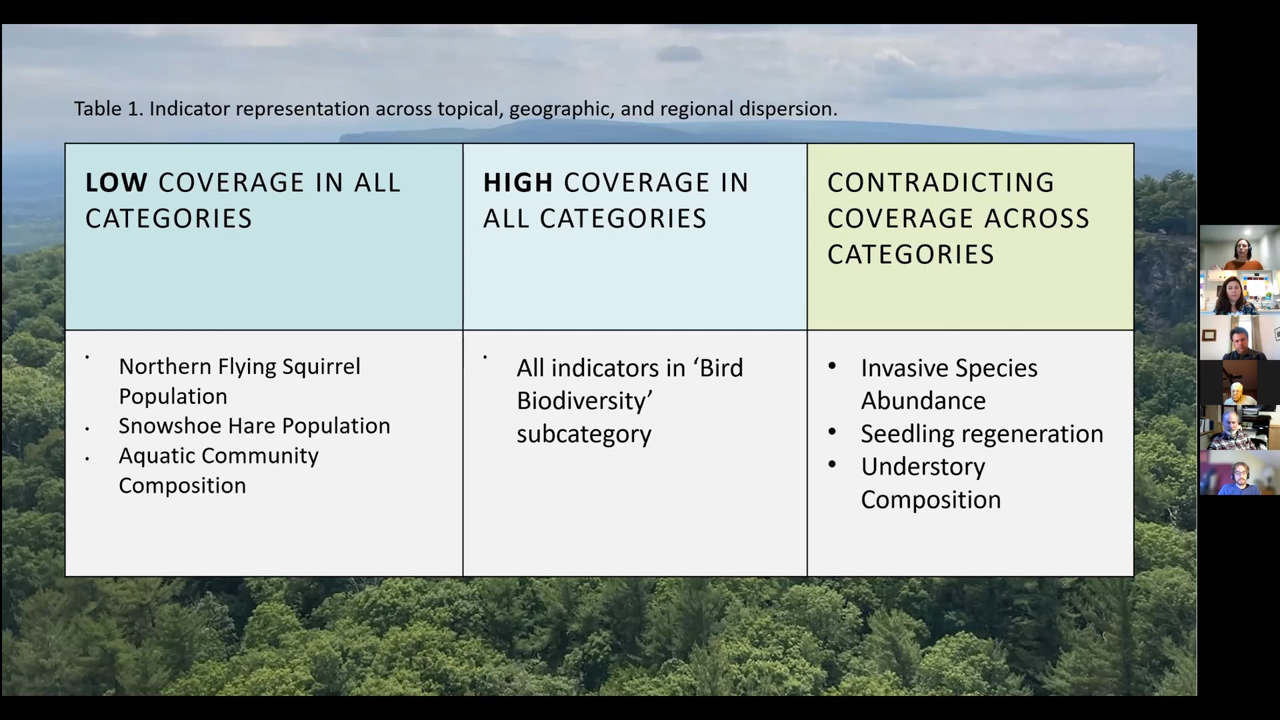 Table 1. Indicator representation across topical, geographic, and regional dispersion.
LOW COVERAGE IN ALL
CATEGORIES
HIGH COVERAGE IN
ALL CATEGORIES
CONTRADICTING
COVERAGE ACROSS
CATEGORIES
• Northern Flying Squirrel
Population
• Snowshoe Hare Population
• Aquatic Community
Composition
• All indicators in ‘Bird
Biodiversity’
subcategory
• Invasive Species
Abundance
• Seedling regeneration
• Understory
Composition